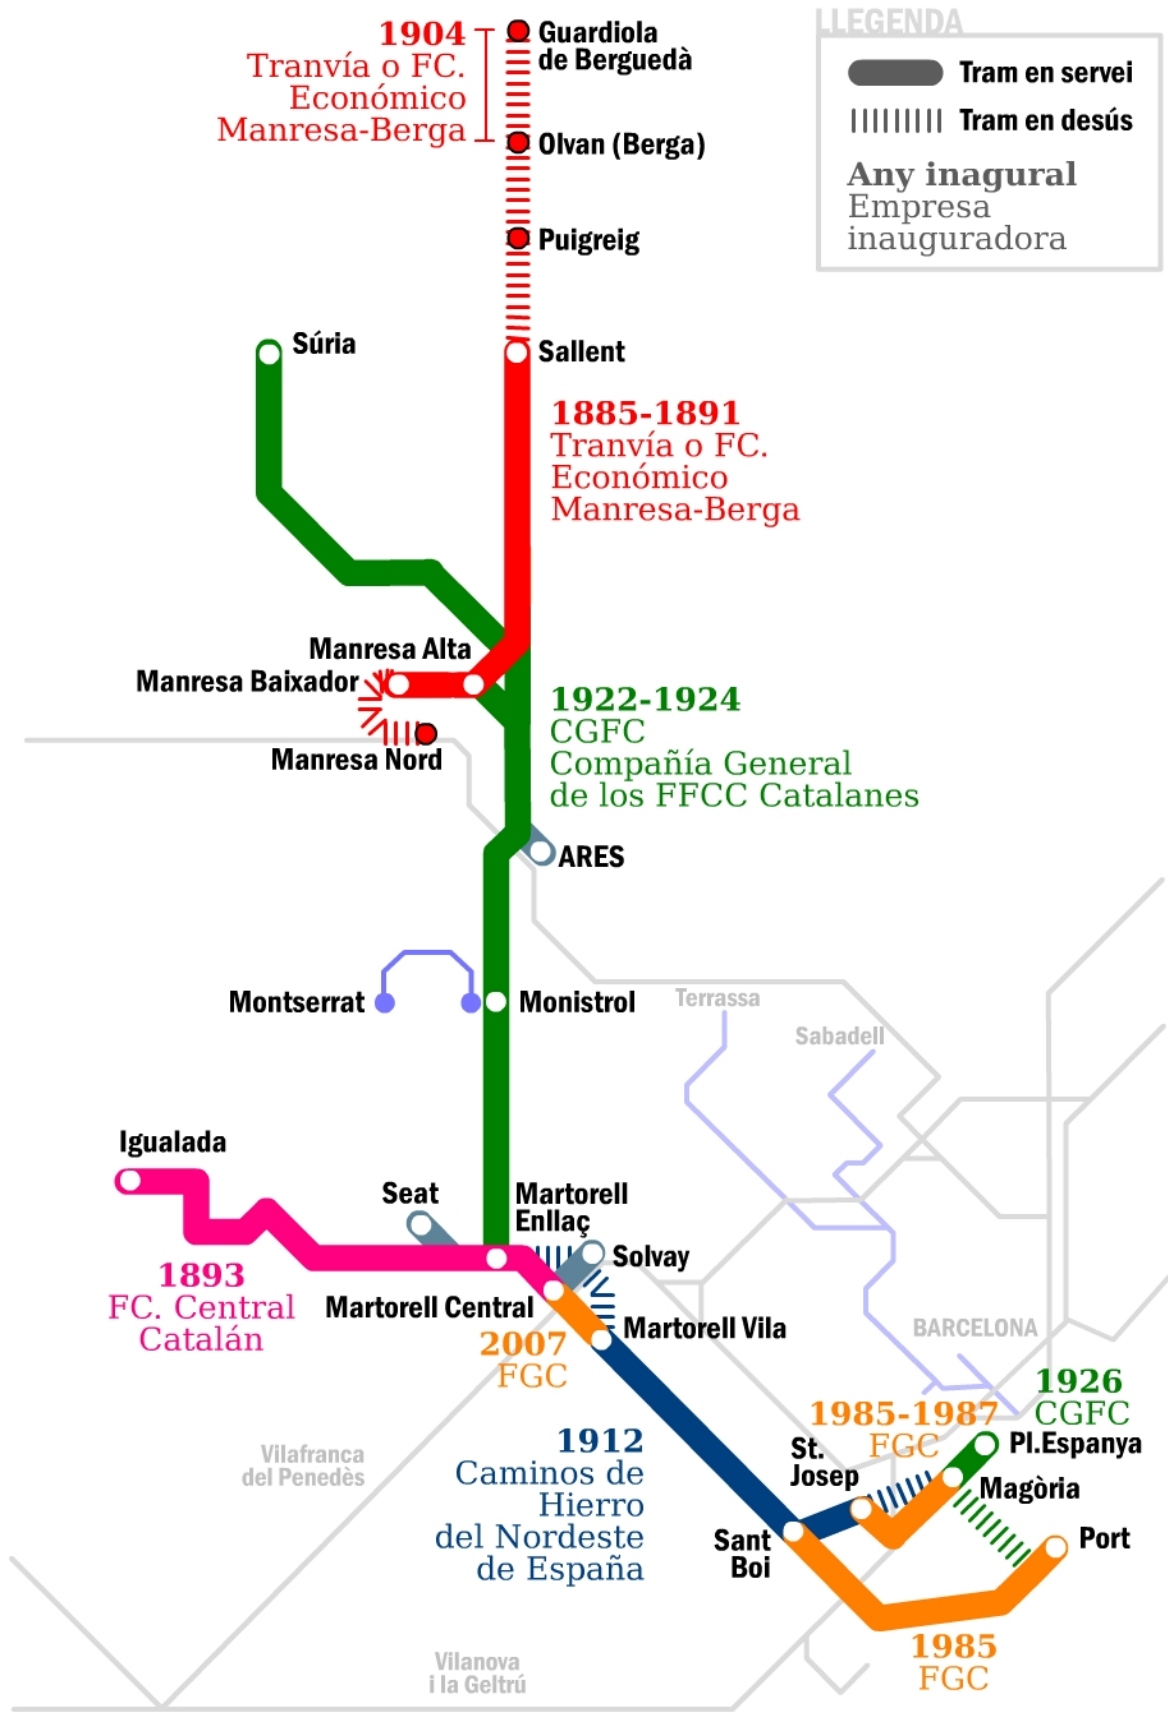 1904
Tranvía o FC.
Económico
Manresa-Berga
Guardiola
de Berguedà
Olvan (Berga)
Puigreig
LLEGENDA
Tram en servei
Tram en desús
Any inagural
Empresa
inauguradora
Súria
Sallent
1885-1891
Tranvía o FC.
Económico
Manresa-Berga
Manresa Alta
Manresa Baixador
Manresa Nord
1922-1924
CGFC
Compañía General
de los FFCC Catalanes
ARES
Montserrat
Monistrol
Terrassa
Sabadell
Igualada
Seat
Martorell
Enllaç
Solvay
1893
FC. Central
Catalán
Martorell Central
2007
FGC
Martorell Vila
BARCELONA
1926
CGFC
1985-1987
FGC
Pl.Espanya
St.
Josep
Magòria
1912
Caminos de
Hierro
del Nordeste
de España
Vilafranca
del Penedès
Sant
Boi
Port
1985
FGC
Vilanova
i la Geltrú